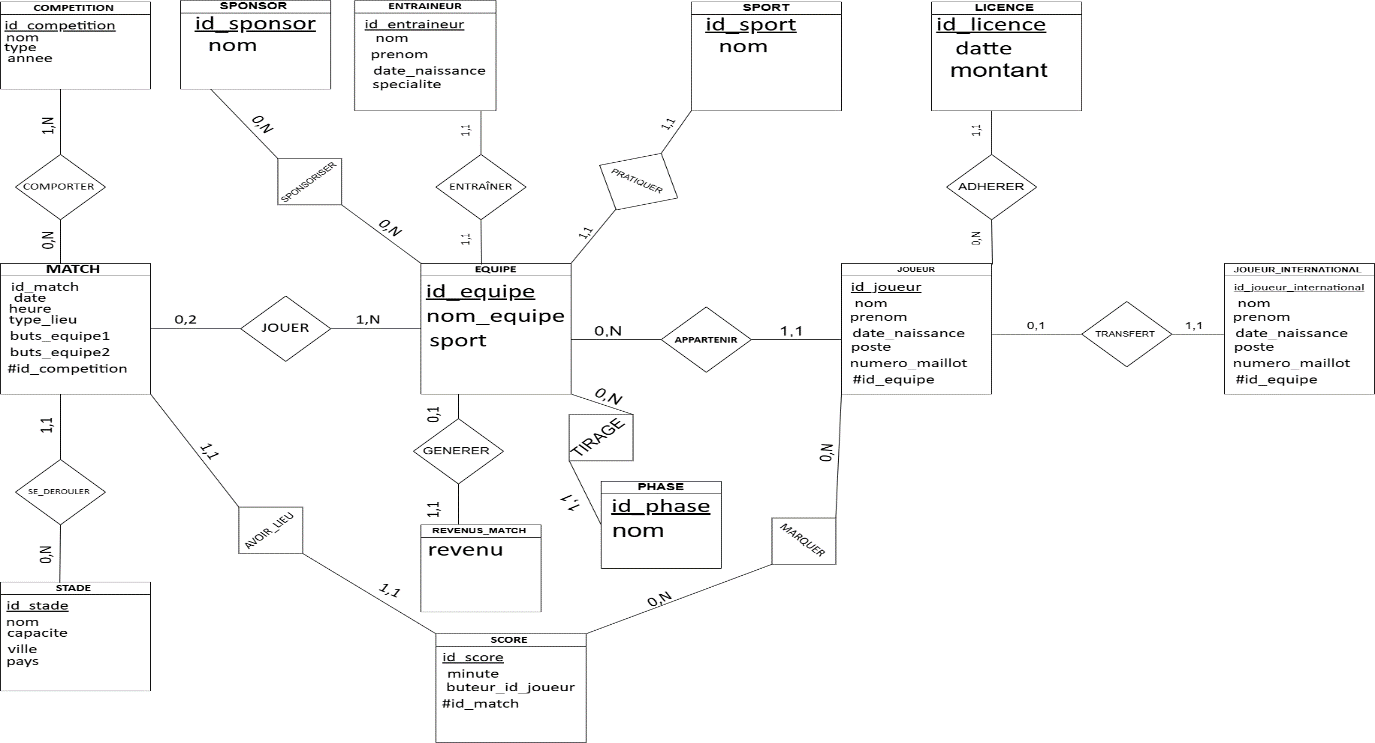 COMPETITION
id_competition
nom
type
annee
SPONSOR
id_sponsor
nom
ENTRAINEUR
id_entraineur
nom
prenom
date_naissance
specialite
SPORT
id_sport
nom
LICENCE
id_licence
datte
montant
1,N
0,N
1,1
1,1
1,1
COMPORTER
SPONSORISER
ENTRAÎNER
PRATIQUER
ADHERER
0,N
0,N
1,1
1,1
0,N
MATCH
id_match
date
heure
type_lieu
buts_equipe1
buts_equipe2
#id_competition
0,2
JOUER
1,N
EQUIPE
id_equipe
nom_equipe
sport
0,N
APPARTENIR
1,1
JOUEUR
id_joueur
nom
prenom
date_naissance
poste
numero_maillot
#id_equipe
0,1
TRANSFERT
1,1
JOUEUR_INTERNATIONAL
id_joueur_international
nom
prenom
date_naissance
poste
numero_maillot
#id_equipe
1,1
1,1
0,1
0,N
0,N
SE_DEROULER
GENERER
TIRAGE
0,N
AVOIR_LIEU
1,1
1,1
MARQUER
PHASE
id_phase
nom
REVENUS_MATCH
revenu
STADE
id_stade
nom
capacite
ville
pays
1,1
0,N
SCORE
id_score
minute
buteur_id_joueur
#id_match